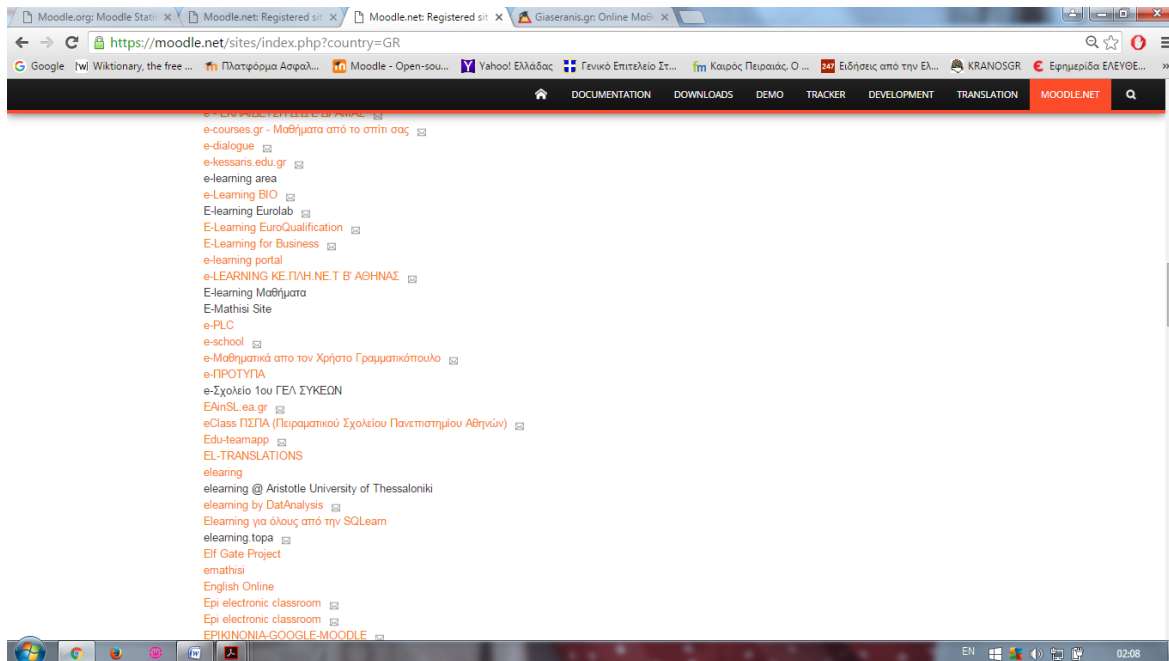 Moodle.org: Moodle Statis
Moodle.net: Registered sit
Moodle.net: Registered sit
Giaseranis.gr: Online Μαθ
https://moodle.net/sites/index.php?country=GR
Google
Wiktionary, the free ...
Πλατφόρμα Ασφαλ...
Moodle - Open-sou...
Yahoo! Ελλάδας
Γενικό Επιτελείο Στ...
Καιρός Πειραιάς. Ο ...
Ειδήσεις από την Ελ...
KRANOSGR
Εφημερίδα ΕΛΕΥΘΕ...
DOCUMENTATION
DOWNLOADS
DEMO
TRACKER
DEVELOPMENT
TRANSLATION
MOODLE.NET
e - ΕΚΠΑΙΔΕΥΣΗ Δ.Δ.Ε ΔΡΑΜΑΣ
e-courses.gr - Μαθήματα από το σπίτι σας
e-dialogue
e-kessaris.edu.gr
e-learning area
e-Learning BIO
E-learning Eurolab
E-Learning EuroQualification
E-Learning for Business
e-learning portal
e-LEARNING ΚΕ.ΠΛΗ.ΝΕ.Τ Β' ΑΘΗΝΑΣ
E-learning Μαθήματα
E-Mathisi Site
e-PLC
e-school
e-Μαθηματικά απο τον Χρήστο Γραμματικόπουλο
e-ΠΡΟΤΥΠΑ
e-Σχολείο 1ου ΓΕΛ ΣΥΚΕΩΝ
EAinSL.ea.gr
eClass ΠΣΠΑ (Πειραματικού Σχολείου Πανεπιστημίου Αθηνών)
Edu-teamapp
EL-TRANSLATIONS
elearing
elearning @ Aristotle University of Thessaloniki
elearning by DatAnalysis
Elearning για όλους από την SQLearn
elearning.topa
Elf Gate Project
emathisi
English Online
Epi electronic classroom
Epi electronic classroom
EPIKINONIA-GOOGLE-MOODLE
EN
02:08